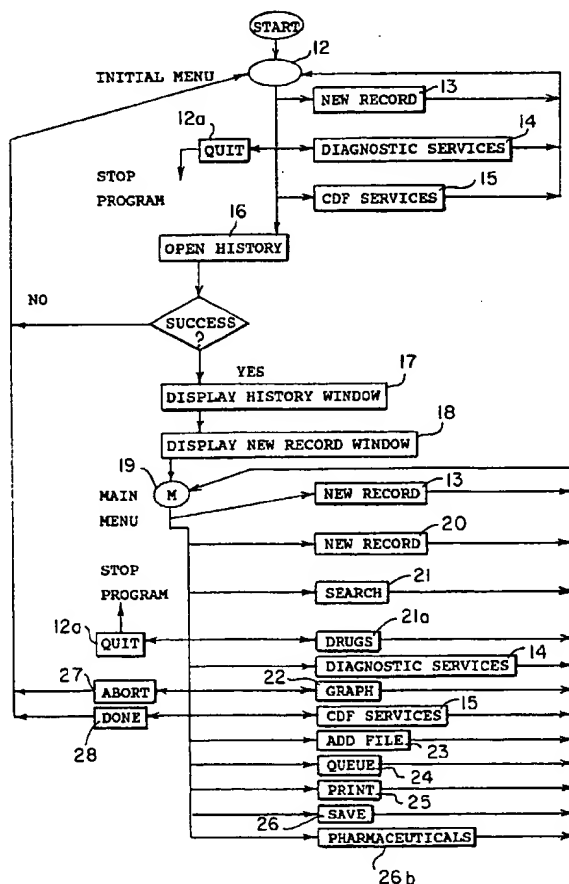 START
12
INITIAL MENU
13
NEW RECORD
12a
14
QUIT
DIAGNOSTIC SERVICES
STOP
PROGRAM
15
CDF SERVICES
16
OPEN HISTORY
NO
SUCCESS
?
YES
17
DISPLAY HISTORY WINDOW
18
DISPLAY NEW RECORD WINDOW
19
M
MAIN
MENU
13
NEW RECORD
20
NEW RECORD
STOP
PROGRAM
21
SEARCH
12a
21a
QUIT
DRUGS
14
DIAGNOSTIC SERVICES
27
ABORT
22
GRAPH
15
DONE
CDF SERVICES
28
ADD FILE
23
QUEUE
24
PRINT
25
26
SAVE
PHARMACEUTICALS
26b